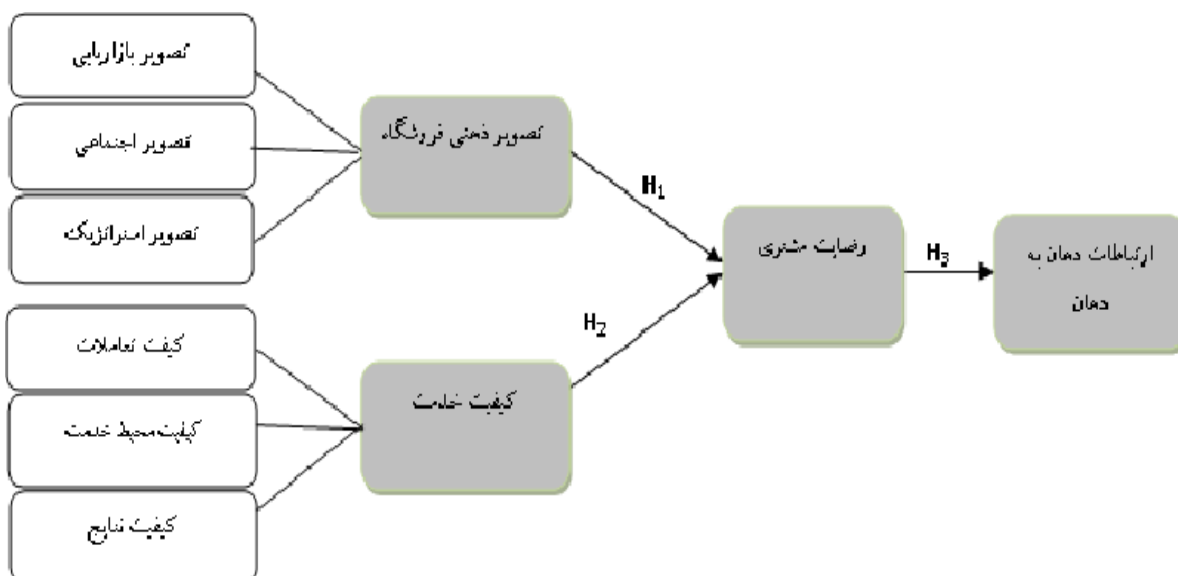 تصویر بازاریابی
تصویر اجتماعی
تصویر استراتژیک
تصویر ذهنی فروشگاه
H1
رضایت مشتری
H3
ارتباطات دهان به
دهان
H2
کیفیت تعاملات
کیفیت محیط خدمت
کیفیت نتایج
کیفیت خدمت